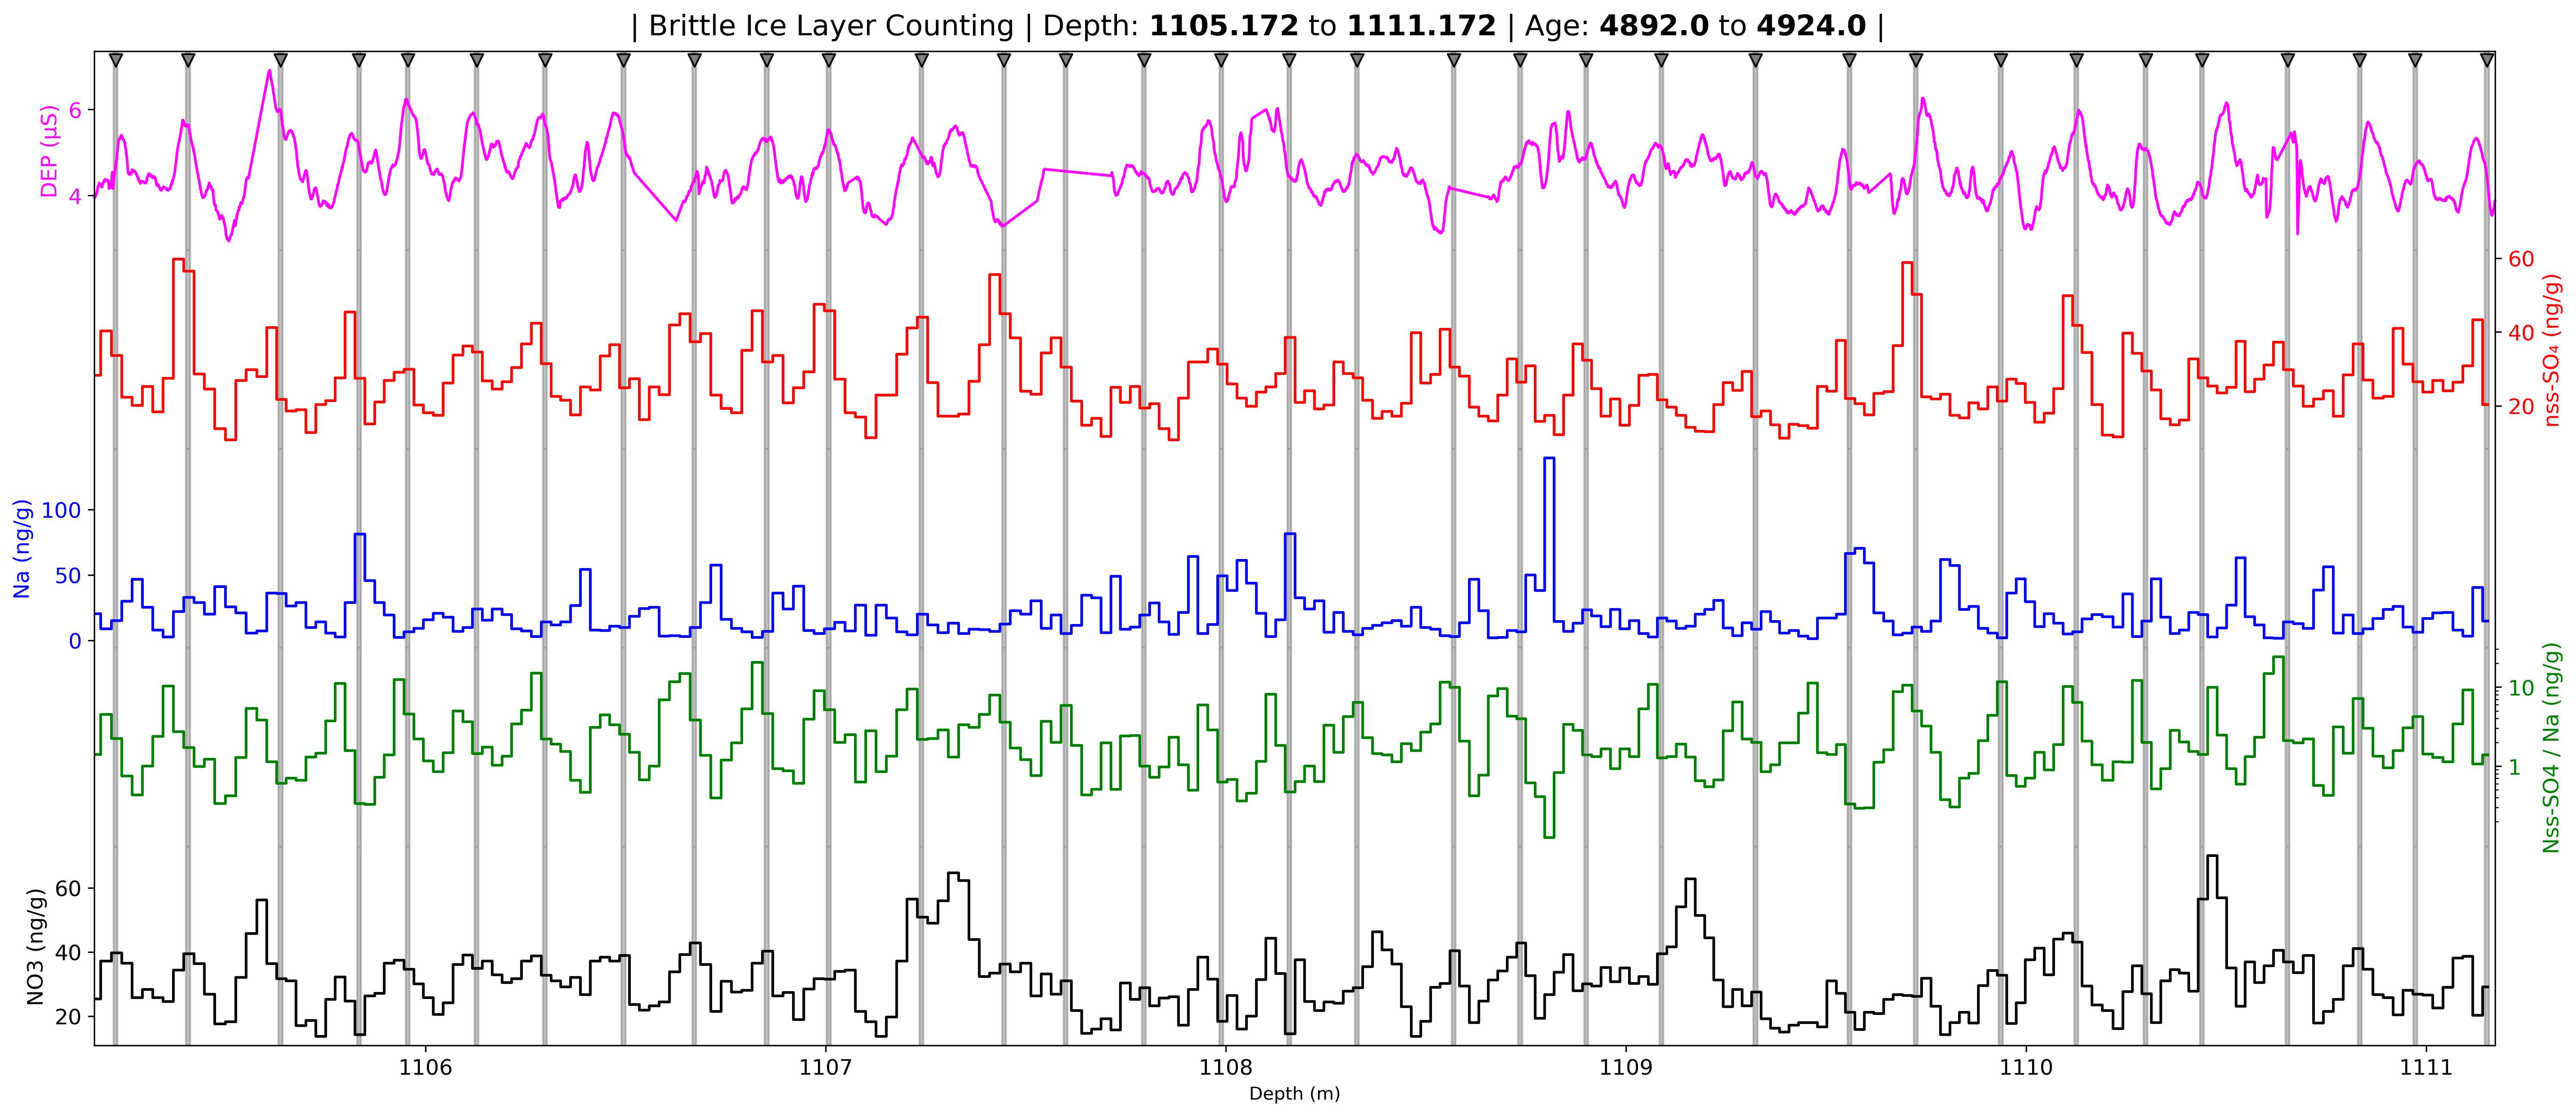 | Brittle Ice Layer Counting | Depth: 1105.172 to 1111.172 | Age: 4892.0 to 4924.0 |
DEP (µS)
6
4
60
40
20
nss-SO₄ (ng/g)
Na (ng/g)
100
50
0
10
1
Nss-SO4 / Na (ng/g)
NO3 (ng/g)
60
40
20
1106
1107
1108
1109
1110
1111
Depth (m)